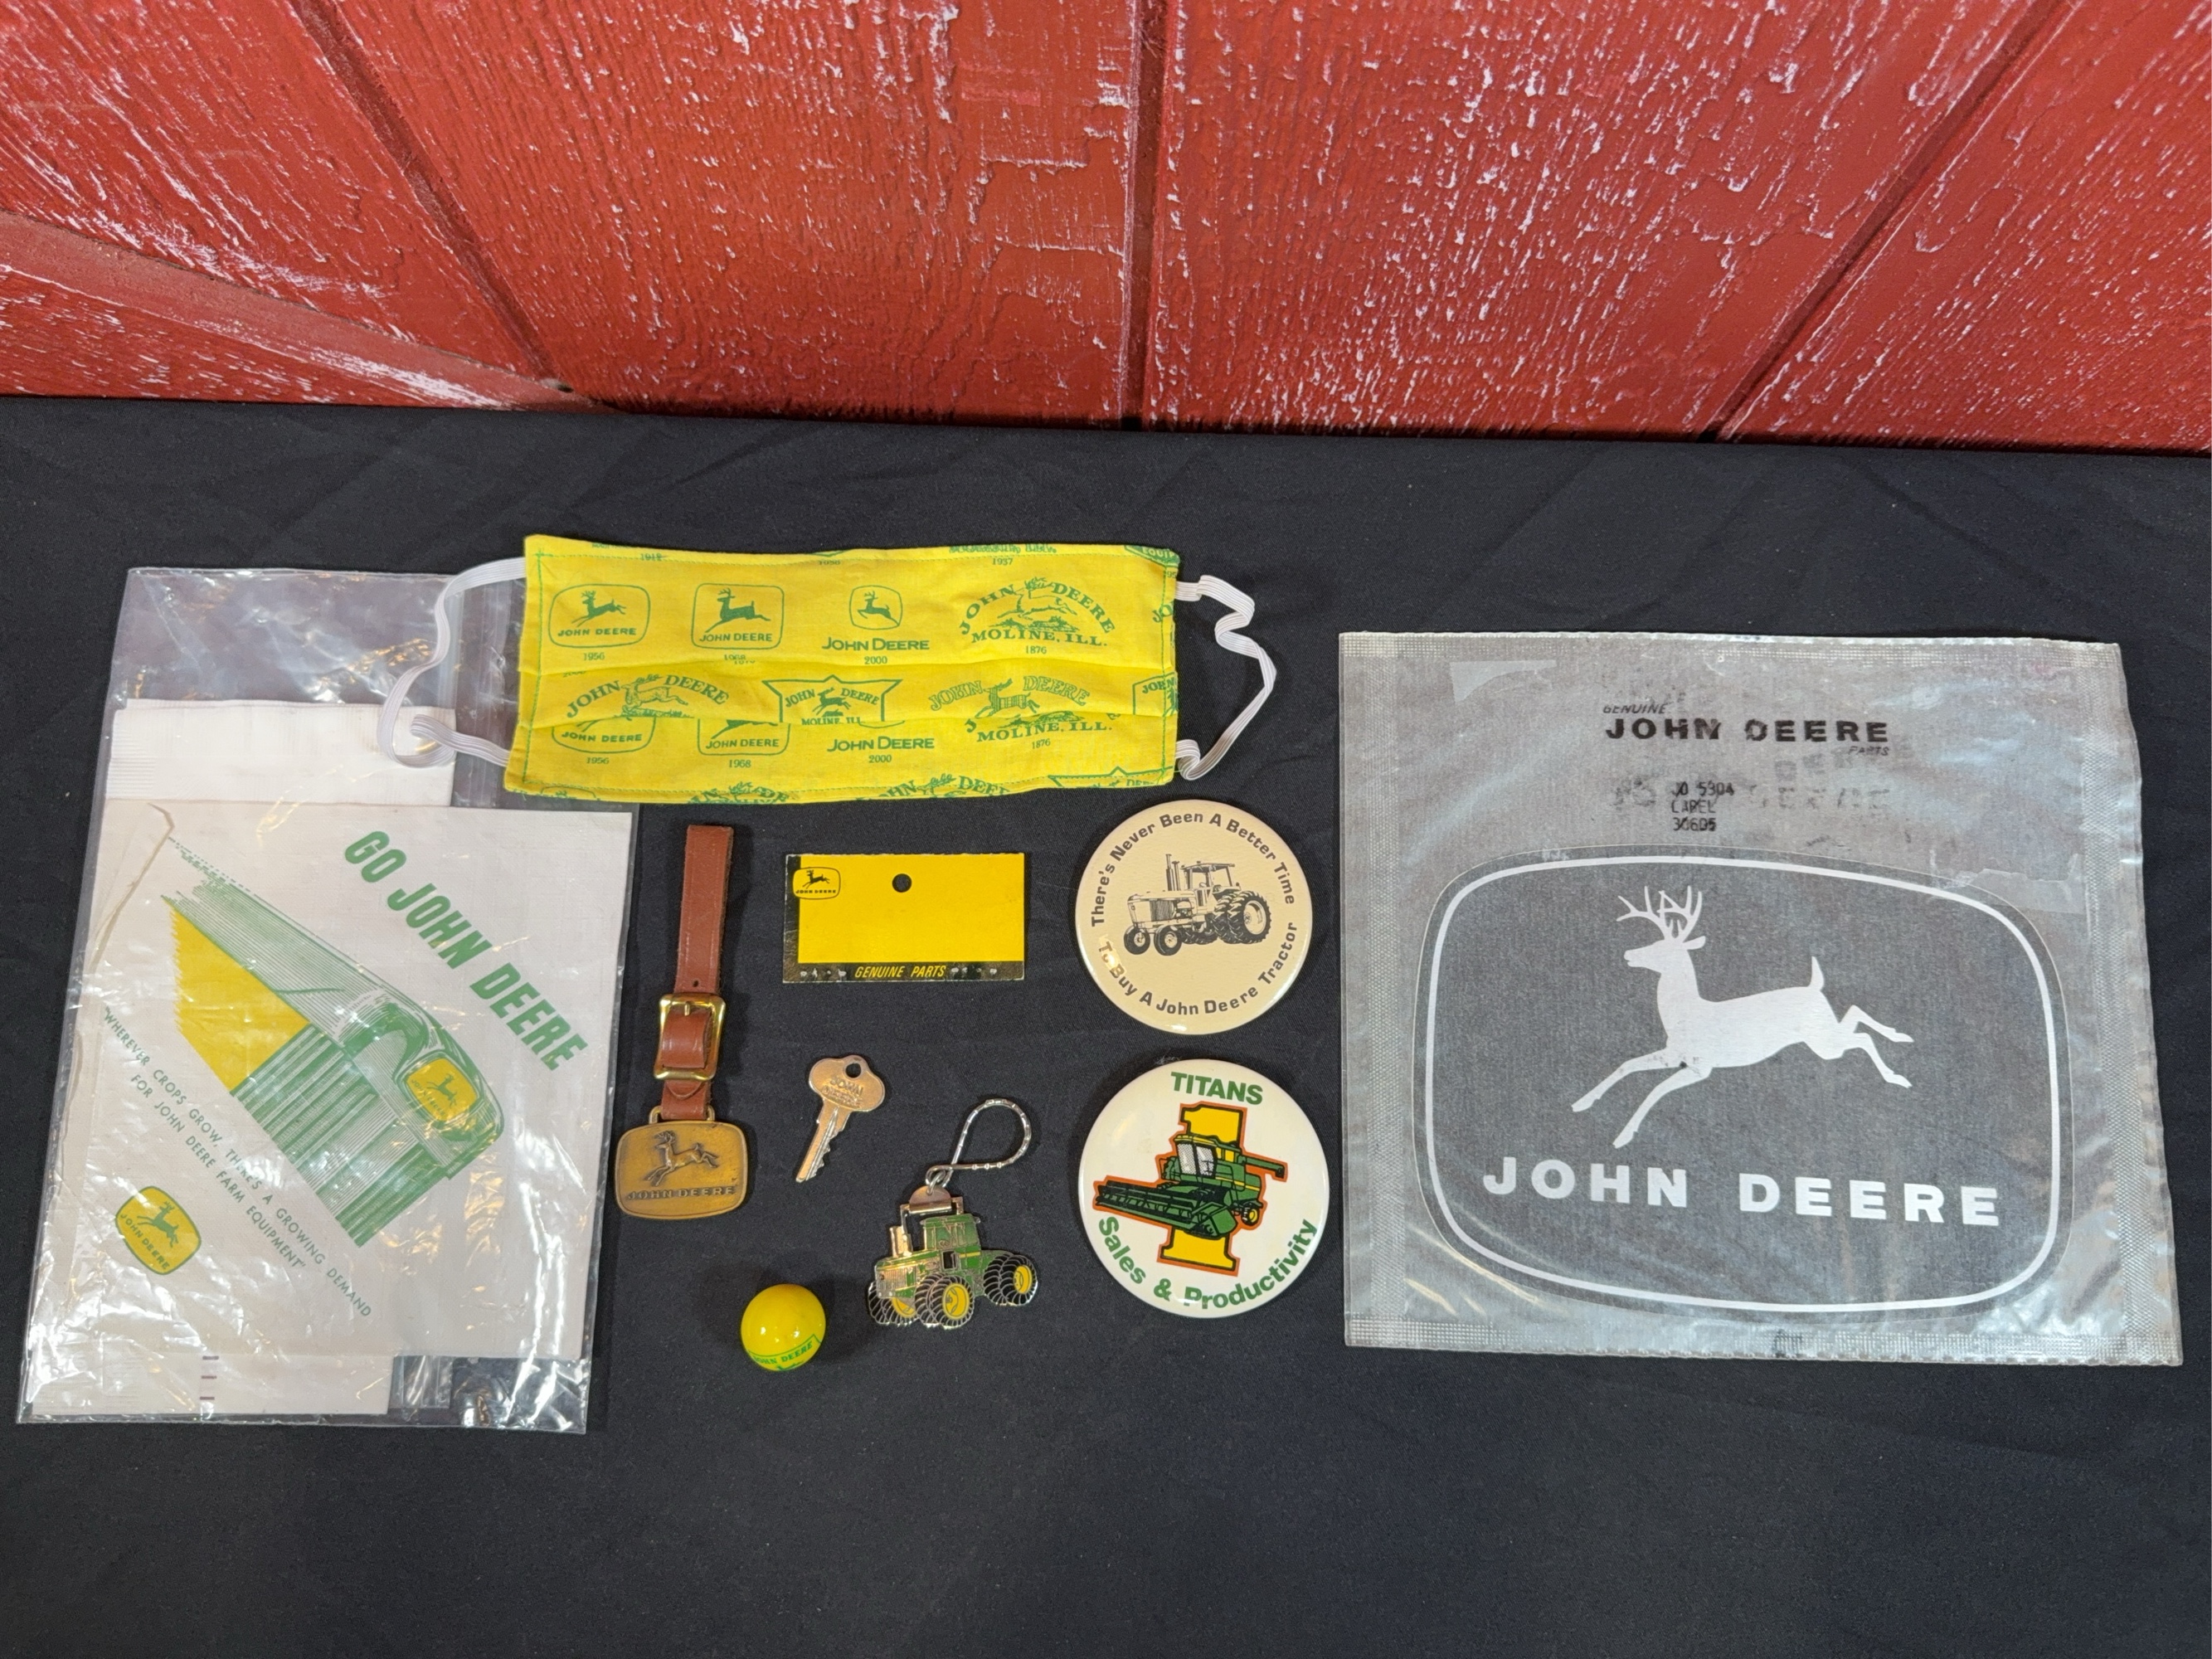 1937
JOHN DEERE
JOHN DEERE
JOHN DEERE
JOHN DEERE
MOLINE, ILL.
1956
1968
2000
1876
JOHN DEERE
JOHN DEERE
JOHN DEERE
MOLINE, ILL.
MOLINE, ILL.
JOHN DEERE
JOHN DEERE
JOHN DEERE
1956
1968
2000
1876
GO JOHN DEERE
"WHEREVER CROPS GROW, THERE'S A GROWING DEMAND
FOR JOHN DEERE FARM EQUIPMENT"
JOHN DEERE
JOHN DEERE
JOHN DEERE
GENUINE PARTS
There's Never Been A Better Time
To Buy A John Deere Tractor
JOHN
JOHN DEERE
TITANS
1
Sales & Productivity
GENUINE
JOHN DEERE
PARTS
JD 5304
30605
JOHN DEERE